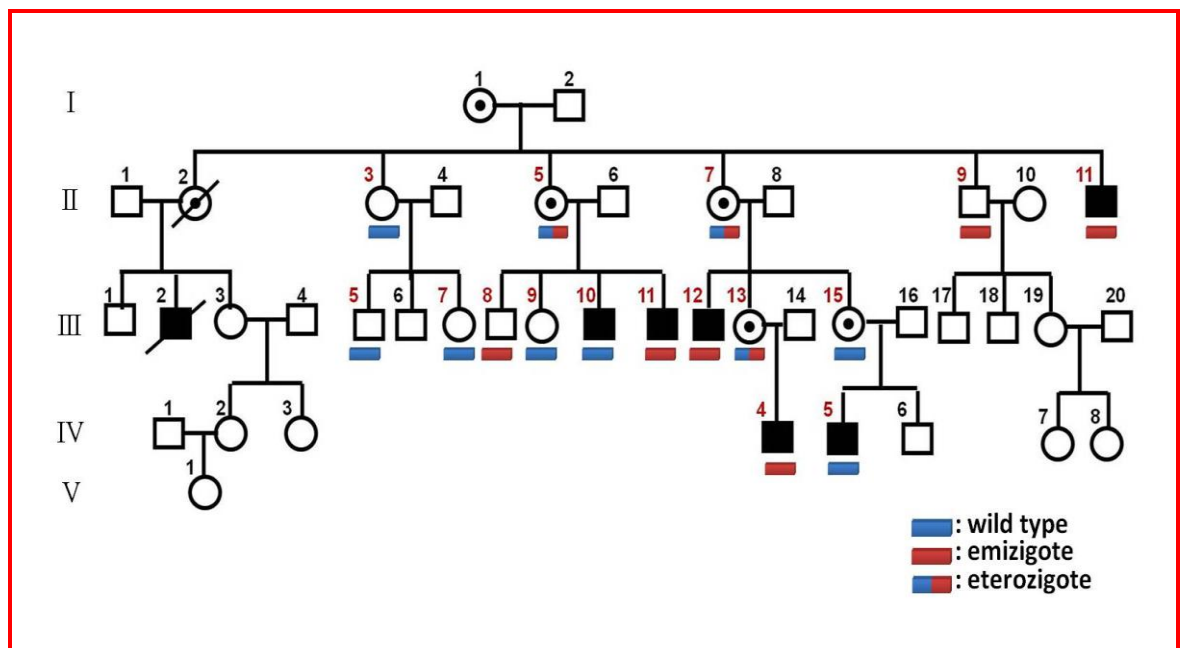 1 2
I
1 2 3 4 5 6 7 8 9 10 11
II
1 2 3 4 5 6 7 8 9 10 11 12 13 14 15 16 17 18 19 20
III
1 2 3 4 5 6 7 8
IV
1
V
: wild type
: emizigote
: eterozigote